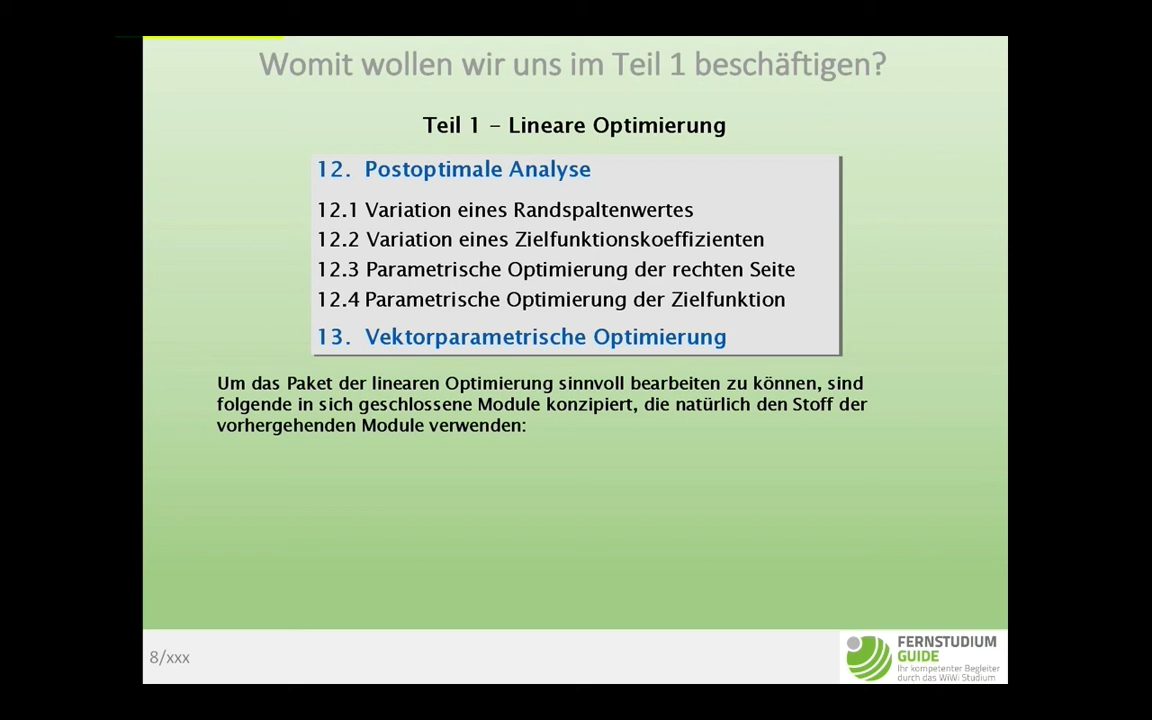 Womit wollen wir uns im Teil 1 beschäftigen?
Teil 1 – Lineare Optimierung
12. Postoptimale Analyse
12.1 Variation eines Randspaltenwertes
12.2 Variation eines Zielfunktionskoeffizienten
12.3 Parametrische Optimierung der rechten Seite
12.4 Parametrische Optimierung der Zielfunktion
13. Vektorparametrische Optimierung
Um das Paket der linearen Optimierung sinnvoll bearbeiten zu können, sind
folgende in sich geschlossene Module konzipiert, die natürlich den Stoff der
vorhergehenden Module verwenden:
8/xxx
FERNSTUDIUM
GUIDE
Ihr kompetenter Begleiter
durch das WiWi Studium